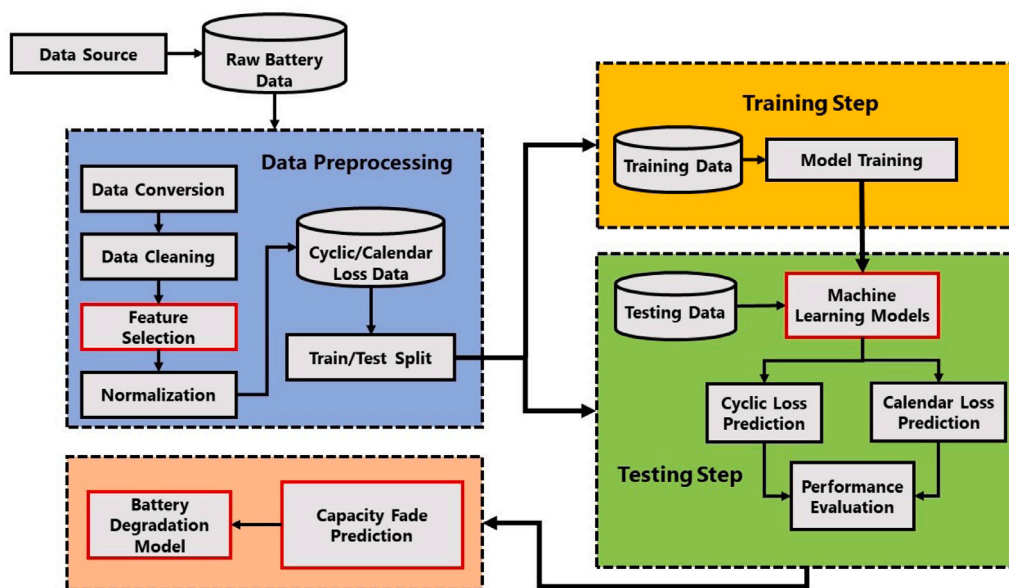 Data Source
Raw Battery
Data
Data Preprocessing
Data Conversion
Data Cleaning
Feature
Selection
Normalization
Cyclic/Calendar
Loss Data
Train/Test Split
Training Step
Training Data
Model Training
Testing Data
Machine
Learning Models
Cyclic Loss
Prediction
Calendar Loss
Prediction
Testing Step
Performance
Evaluation
Battery
Degradation
Model
Capacity Fade
Prediction